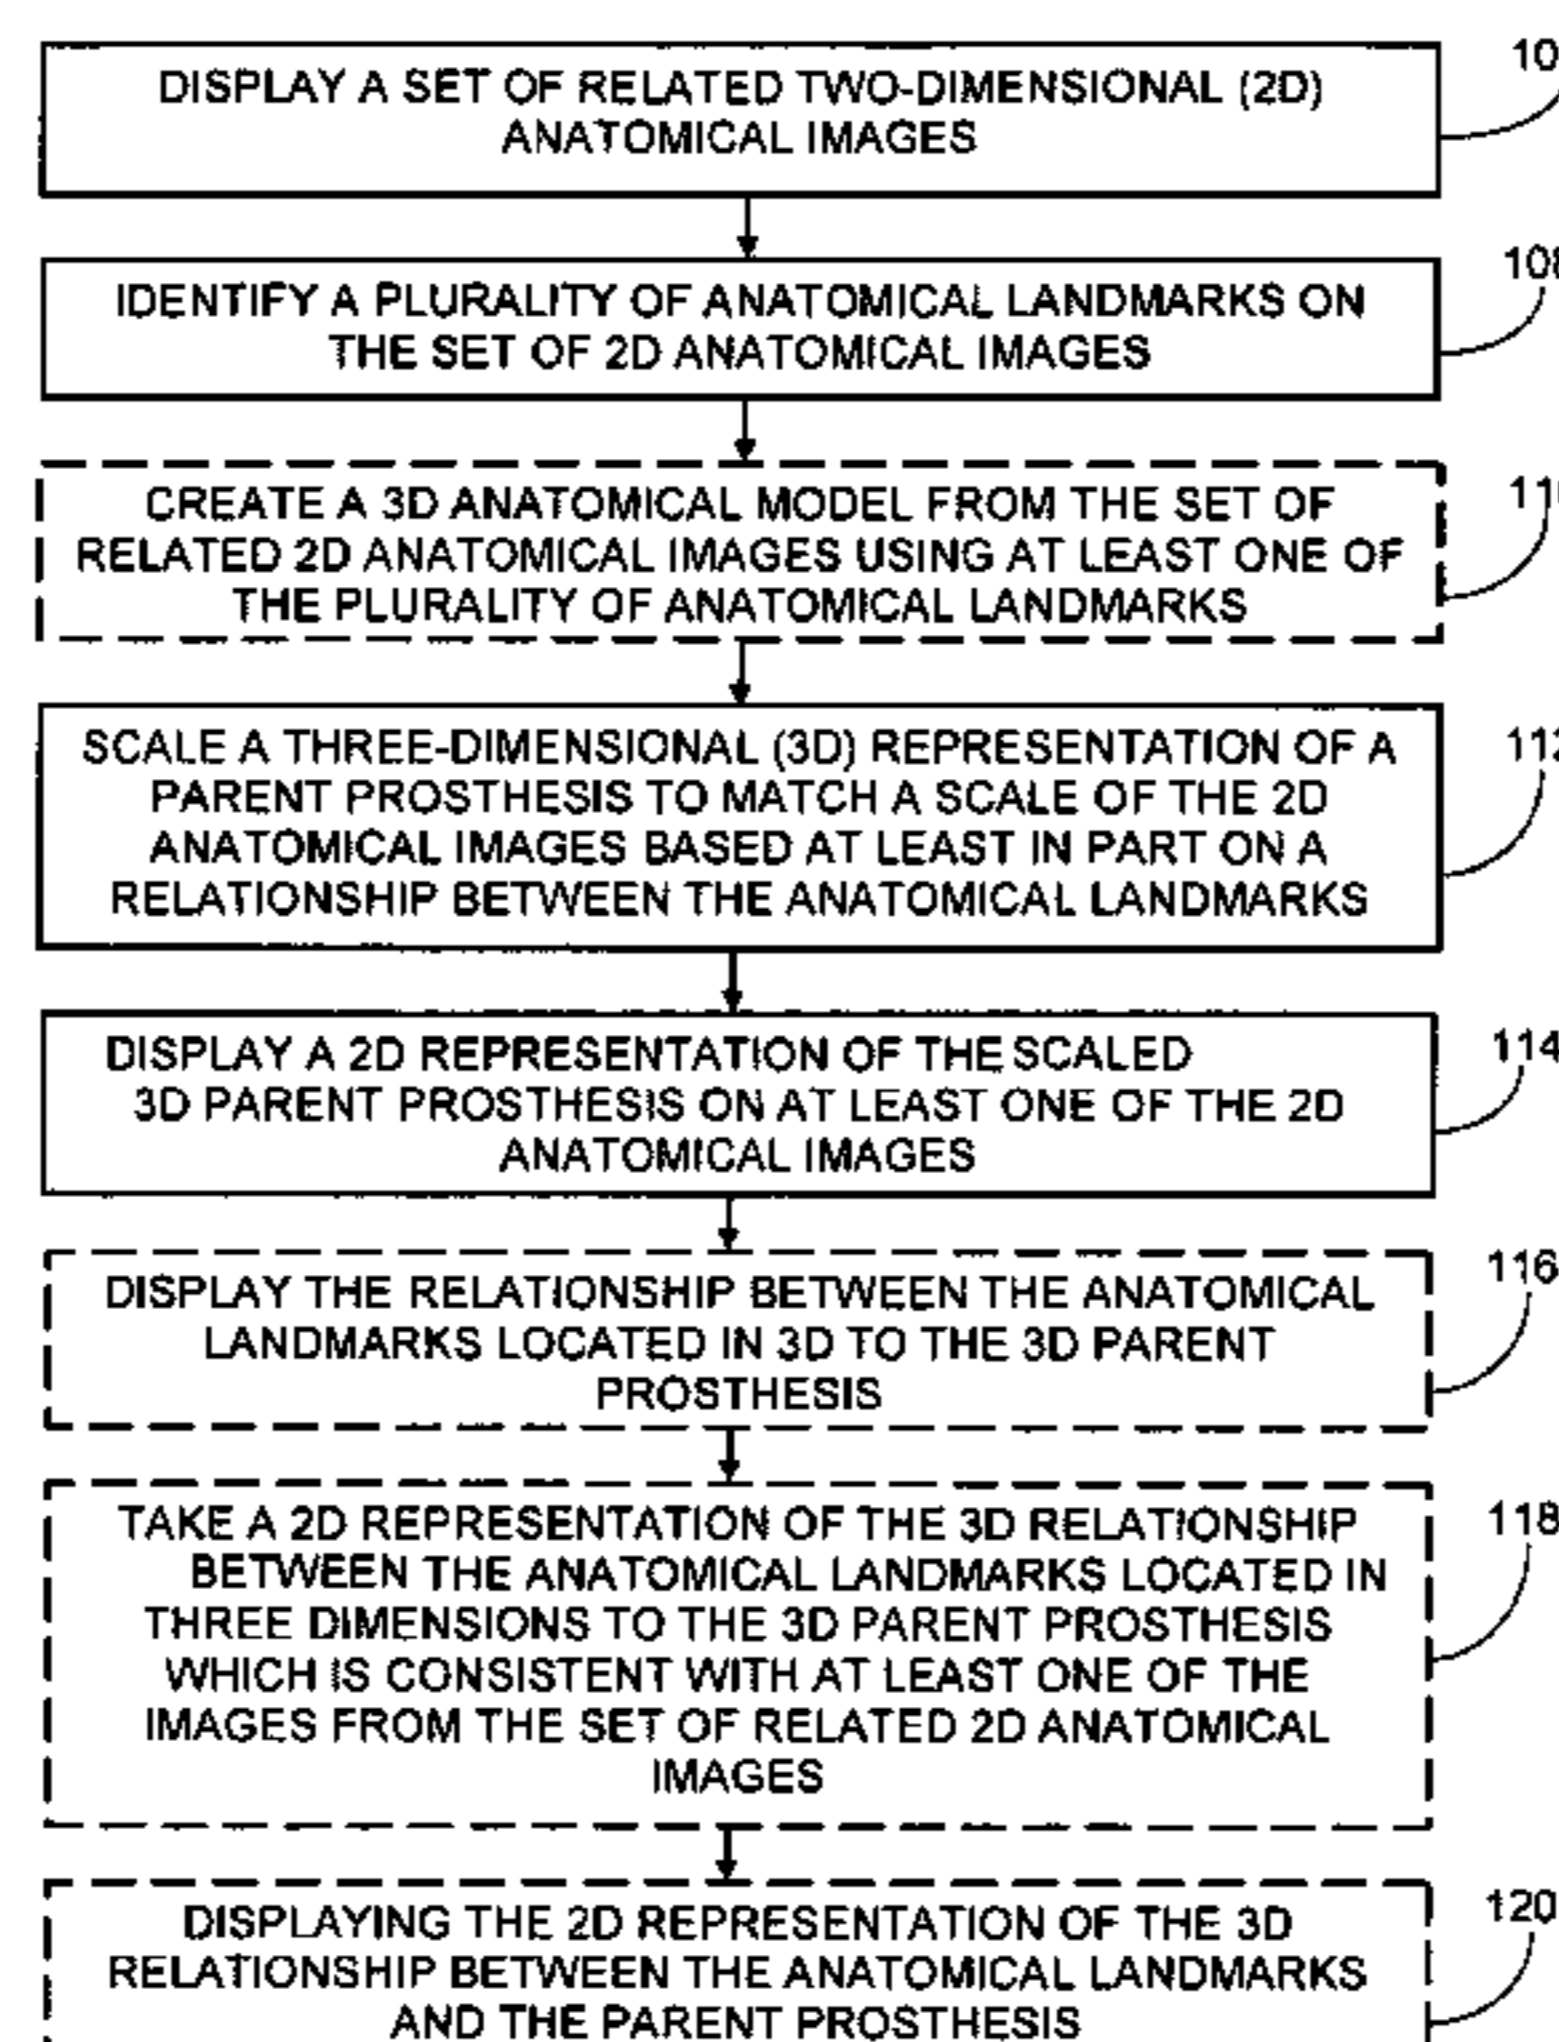 DISPLAY A SET OF RELATED TWO-DIMENSIONAL (2D)
ANATOMICAL IMAGES
IDENTIFY A PLURALITY OF ANATOMICAL LANDMARKS ON
THE SET OF 2D ANATOMICAL IMAGES
108
CREATE A 3D ANATOMICAL MODEL FROM THE SET OF
RELATED 2D ANATOMICAL IMAGES USING AT LEAST ONE OF
THE PLURALITY OF ANATOMICAL LANDMARKS
SCALE A THREE-DIMENSIONAL (3D) REPRESENTATION OF A
PARENT PROSTHESIS TO MATCH A SCALE OF THE 2D
ANATOMICAL IMAGES BASED AT LEAST IN PART ON A
RELATIONSHIP BETWEEN THE ANATOMICAL LANDMARKS
112
DISPLAY A 2D REPRESENTATION OF THE SCALED
3D PARENT PROSTHESIS ON AT LEAST ONE OF THE 2D
ANATOMICAL IMAGES
114
DISPLAY THE RELATIONSHIP BETWEEN THE ANATOMICAL
LANDMARKS LOCATED IN 3D TO THE 3D PARENT
PROSTHESIS
116
TAKE A 2D REPRESENTATION OF THE 3D RELATIONSHIP
BETWEEN THE ANATOMICAL LANDMARKS LOCATED IN
THREE DIMENSIONS TO THE 3D PARENT PROSTHESIS
WHICH IS CONSISTENT WITH AT LEAST ONE OF THE
IMAGES FROM THE SET OF RELATED 2D ANATOMICAL
IMAGES
118
DISPLAYING THE 2D REPRESENTATION OF THE 3D
RELATIONSHIP BETWEEN THE ANATOMICAL LANDMARKS
AND THE PARENT PROSTHESIS
120